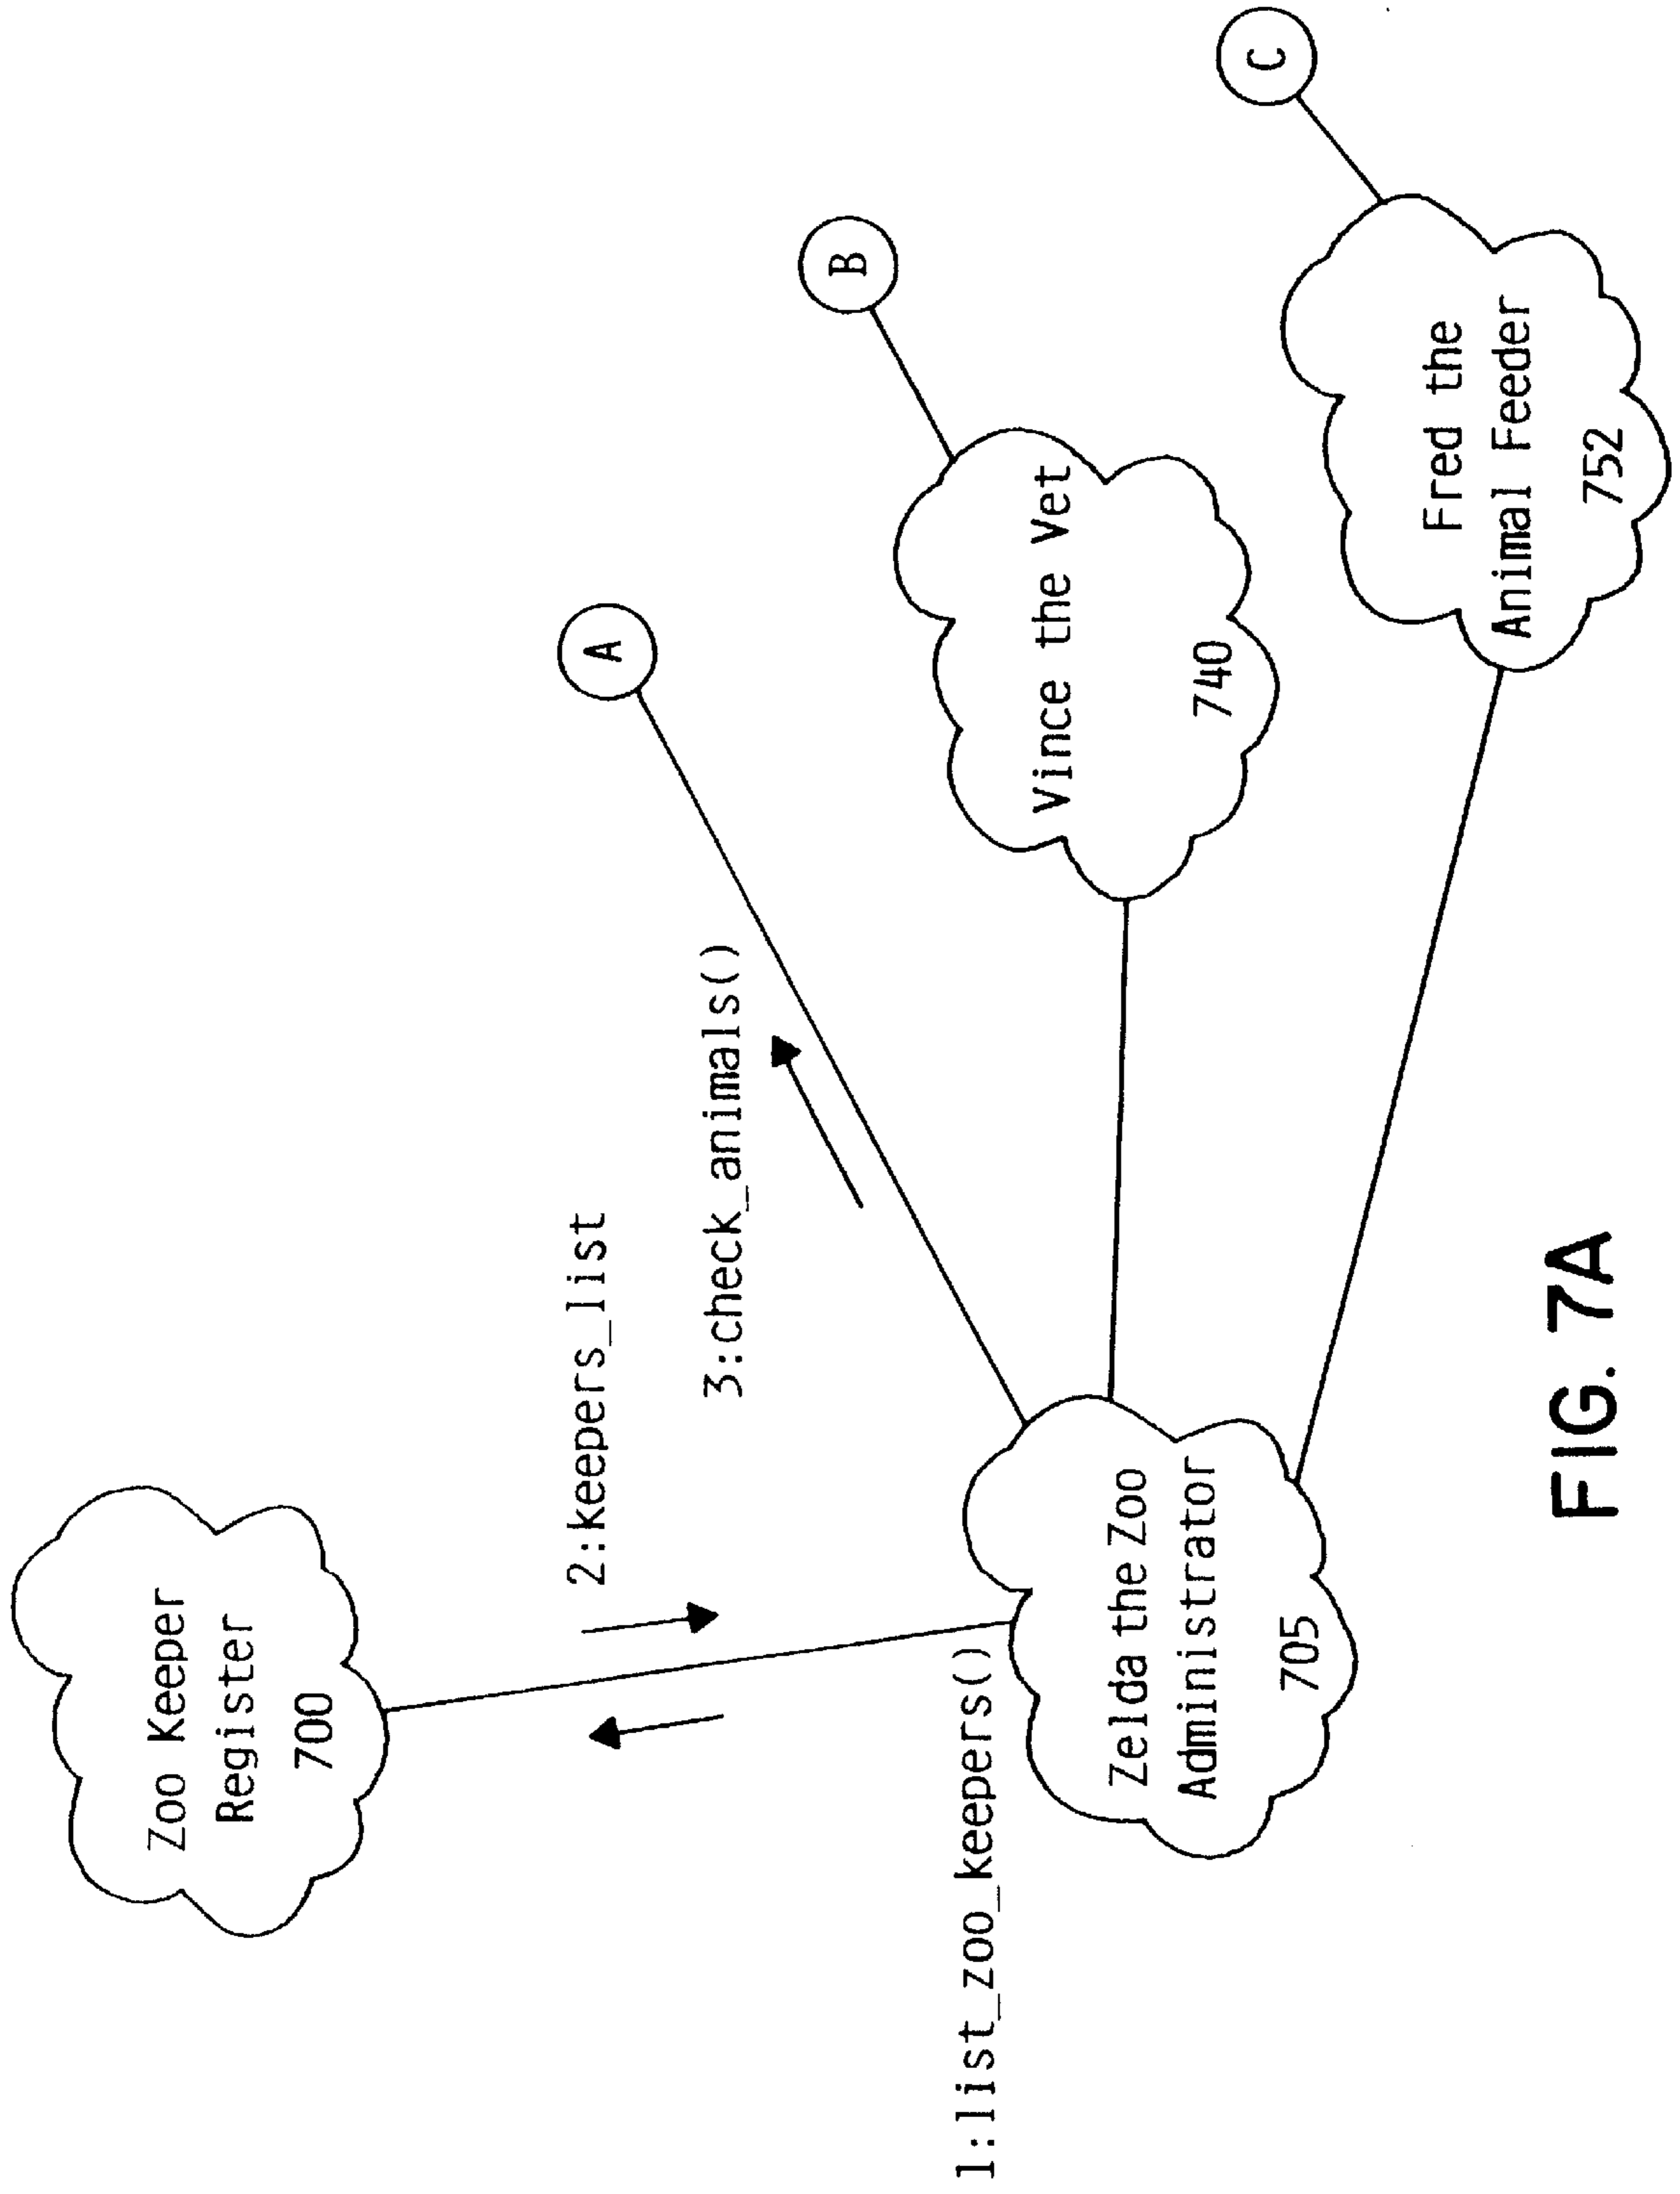 Zoo Keeper
Register
700
2:keepers_list
3:check_animals()
A
B
C
1:list_zoo_keepers()
Zelda the Zoo
Administrator
705
Vince the Vet
740
Fred the
Animal Feeder
752
FIG. 7A